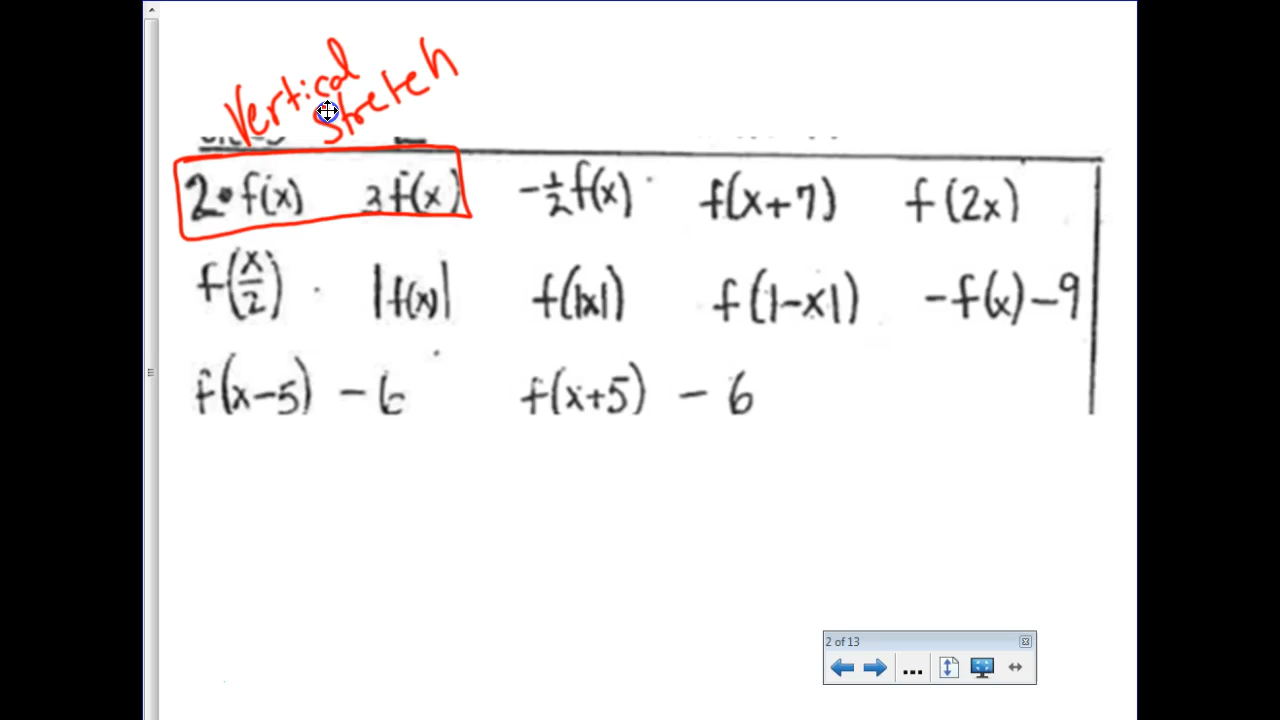 Vertical
Stretch
2•f(x) 3f(x) -½f(x) f(x+7) f(2x)
f(x/2) |f(x)| f(|x|) f(|-x|) -f(x)-9
f(x-5) - 6 f(x+5) - 6
2 of 13
...